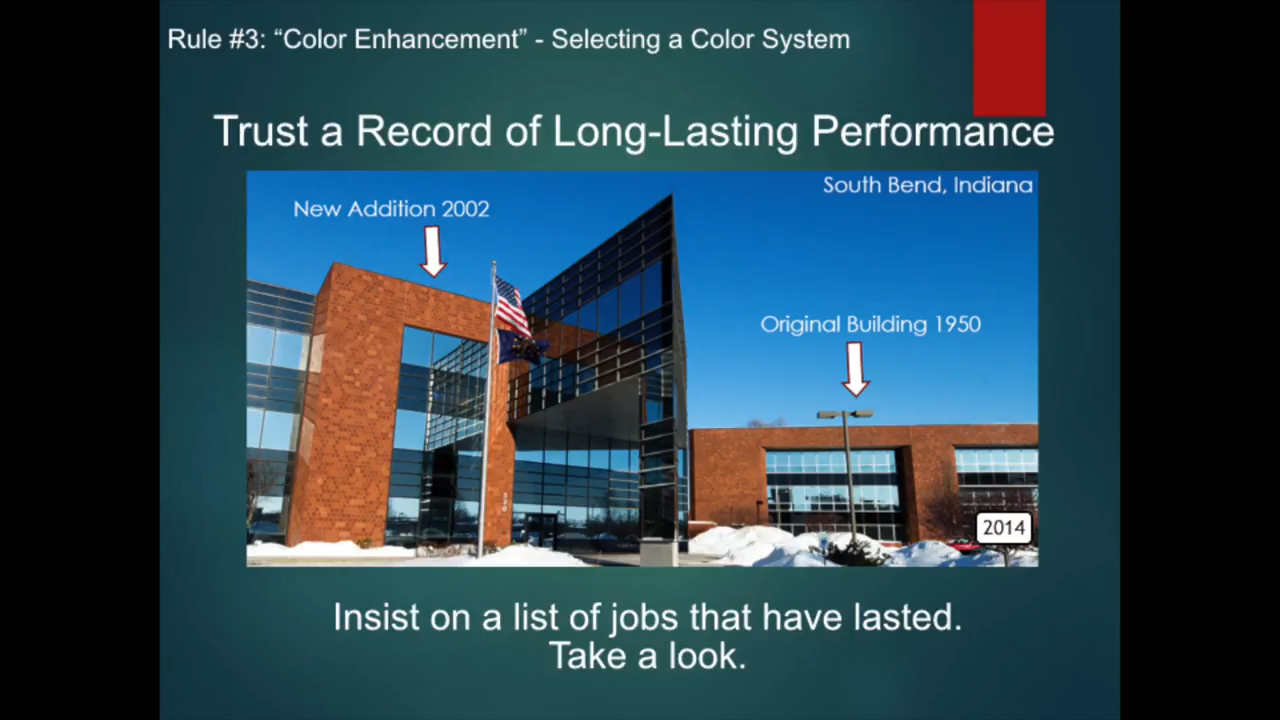 Rule #3: “Color Enhancement” - Selecting a Color System
Trust a Record of Long-Lasting Performance
South Bend, Indiana
New Addition 2002
Original Building 1950
2014
Insist on a list of jobs that have lasted.
Take a look.